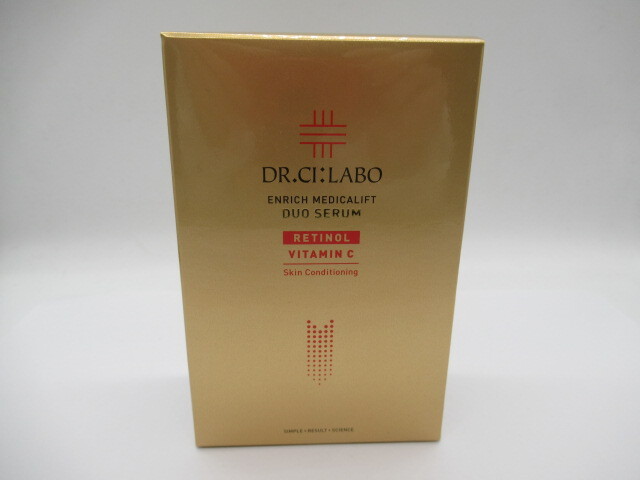 DR.CI:LABO
ENRICH MEDICALIFT
DUO SERUM
RETINOL
VITAMIN C
Skin Conditioning
SIMPLE • RESULT • SCIENCE